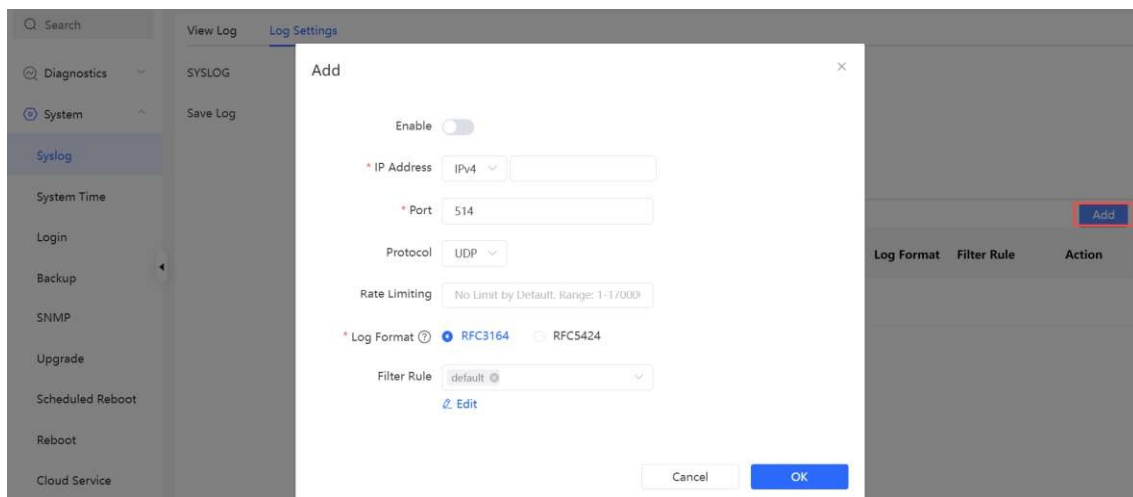 Search
View Log
Log Settings
Diagnostics
SYSLOG
System
Save Log
Syslog
System Time
Login
Backup
SNMP
Upgrade
Scheduled Reboot
Reboot
Cloud Service
Add
Enable
* IP Address IPv4
* Port 514
Protocol UDP
Rate Limiting No Limit by Default. Range: 1-17000
* Log Format ? RFC3164 RFC5424
Filter Rule default
Edit
Cancel OK
Add
Log Format Filter Rule Action